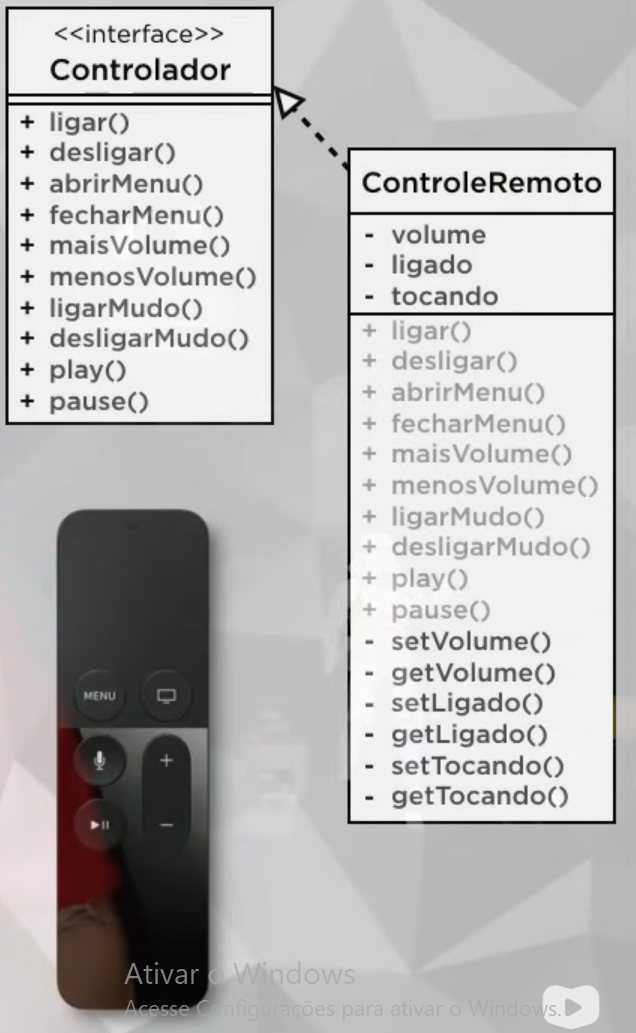 <<interface>>
Controlador
+ ligar()
+ desligar()
+ abrirMenu()
+ fecharMenu()
+ maisVolume()
+ menosVolume()
+ ligarMudo()
+ desligarMudo()
+ play()
+ pause()
ControleRemoto
- volume
- ligado
- tocando
+ ligar()
+ desligar()
+ abrirMenu()
+ fecharMenu()
+ maisVolume()
+ menosVolume()
+ ligarMudo()
+ desligarMudo()
+ play()
+ pause()
- setVolume()
- getVolume()
- setLigado()
- getLigado()
- setTocando()
- getTocando()
MENU
+
−
Ativar o Windows
Acesse Configurações para ativar o Windows.